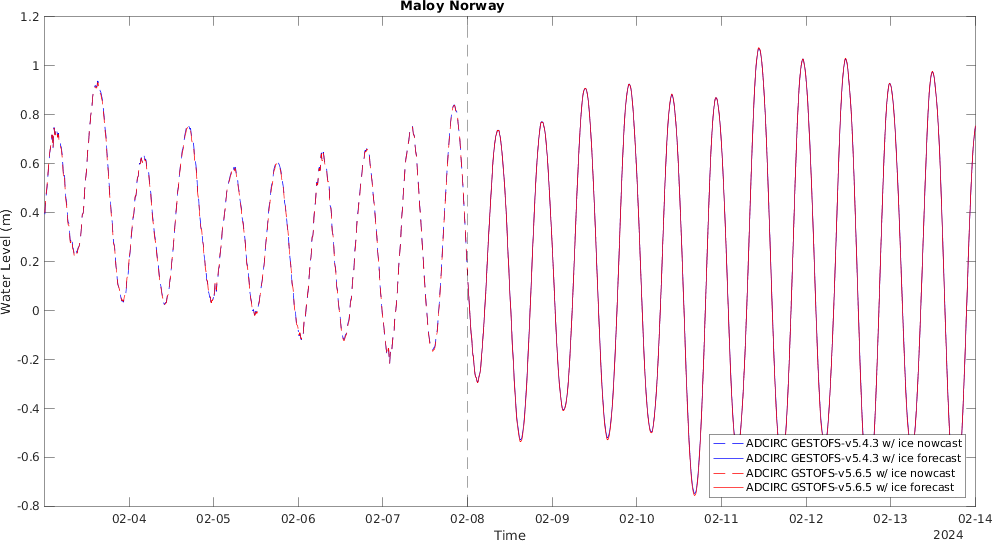 Maloy Norway
1.2
1
0.8
0.6
0.4
0.2
0
-0.2
-0.4
-0.6
-0.8
Water Level (m)
ADCIRC GESTOFS-v5.4.3 w/ ice nowcast
ADCIRC GESTOFS-v5.4.3 w/ ice forecast
ADCIRC GSTOFS-v5.6.5 w/ ice nowcast
ADCIRC GSTOFS-v5.6.5 w/ ice forecast
02-04 02-05 02-06 02-07 02-08 02-09 02-10 02-11 02-12 02-13 02-14
Time
2024